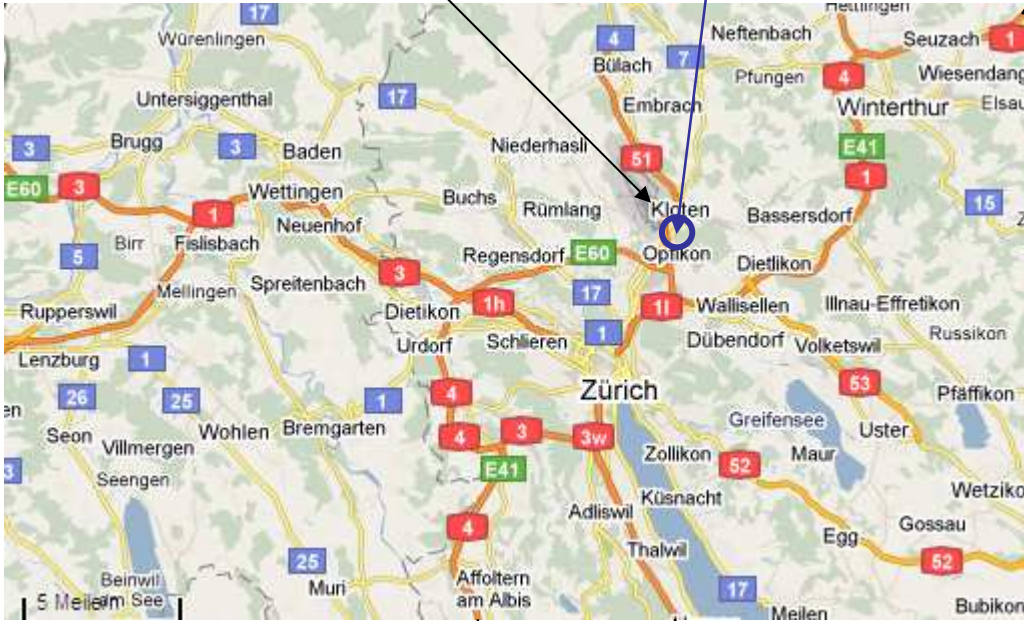 17
Hettlingen
Würenlingen
4
Neftenbach
Seuzach
1
Bülach
7
Pfungen
4
Wiesendang
17
Untersiggenthal
Embrach
Winterthur
Elsau
3
Brugg
3
Baden
Niederhasli
E41
51
E60
3
1
Wettingen
Buchs
Rümlang
Kloten
Bassersdorf
1
15
Neuenhof
Birr
Fislisbach
5
Regensdorf
E60
Opfikon
Dietlikon
3
Spreitenbach
Mellingen
17
Rupperswil
Dietikon
1h
1l
Wallisellen
Illnau-Effretikon
1
Urdorf
Schlieren
Dübendorf
Volketswil
Russikon
Lenzburg
1
26
25
1
4
Zürich
53
Pfäffikon
en
Seon
Villmergen
Wohlen
Bremgarten
4
3
3w
Greifensee
Uster
Zollikon
52
Maur
3
Seengen
E41
Küsnacht
Wetziko
Adliswil
4
Egg
Gossau
Thalwil
25
52
Beinwil
am See
Muri
Affoltern
am Albis
17
5 Meilen
Meilen
Bubikon